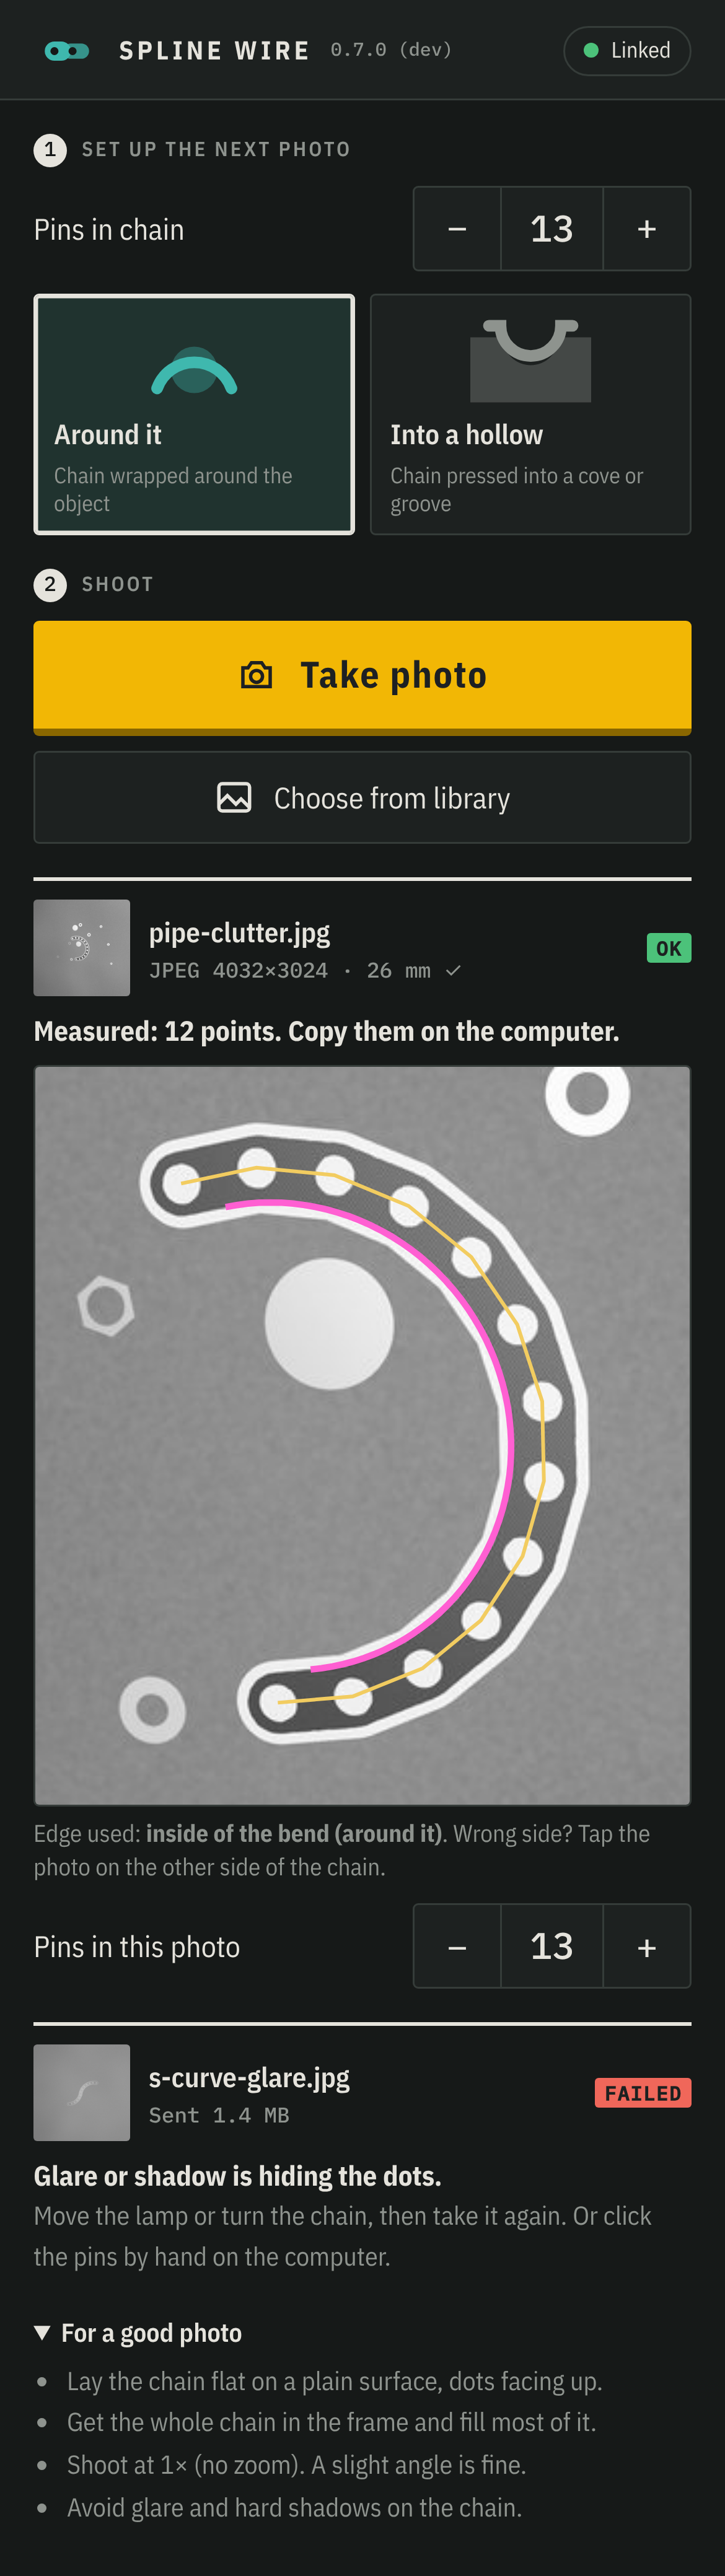 SPLINE WIRE 0.7.0 (dev) Linked
1 SET UP THE NEXT PHOTO
Pins in chain − 13 +
Around it
Chain wrapped around the
object
Into a hollow
Chain pressed into a cove or
groove
2 SHOOT
Take photo
Choose from library
pipe-clutter.jpg
JPEG 4032×3024 · 26 mm ✓
OK
Measured: 12 points. Copy them on the computer.
Edge used: inside of the bend (around it). Wrong side? Tap the
photo on the other side of the chain.
Pins in this photo − 13 +
s-curve-glare.jpg
Sent 1.4 MB
FAILED
Glare or shadow is hiding the dots.
Move the lamp or turn the chain, then take it again. Or click
the pins by hand on the computer.
▼ For a good photo
• Lay the chain flat on a plain surface, dots facing up.
• Get the whole chain in the frame and fill most of it.
• Shoot at 1× (no zoom). A slight angle is fine.
• Avoid glare and hard shadows on the chain.